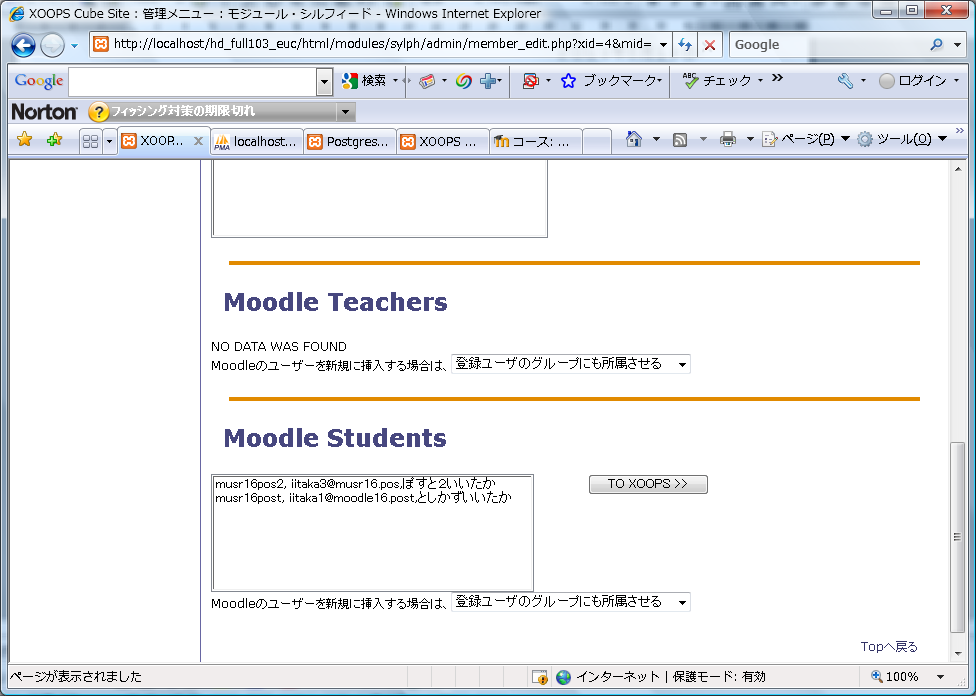 XOOPS Cube Site : 管理メニュー : モジュール・シルフィード - Windows Internet Explorer
http://localhost/hd_full103_euc/html/modules/sylph/admin/member_edit.php?xid=4&mid=
Google
Google
検索
ブックマーク
ABC チェック
ログイン
Norton
フィッシング対策の期限切れ
XOOP...
PMA localhost...
Postgres...
XOOPS ...
コース: ...
ページ(P)
ツール(O)
Moodle Teachers
NO DATA WAS FOUND
Moodleのユーザーを新規に挿入する場合は、 登録ユーザのグループにも所属させる
Moodle Students
musr16pos2, iitaka3@musr16.pos,ぽすと2いいたか
musr16post, iitaka1@moodle16.post,としかずいいたか
TO XOOPS >>
Moodleのユーザーを新規に挿入する場合は、 登録ユーザのグループにも所属させる
Topへ戻る
ページが表示されました
インターネット | 保護モード: 有効
100%